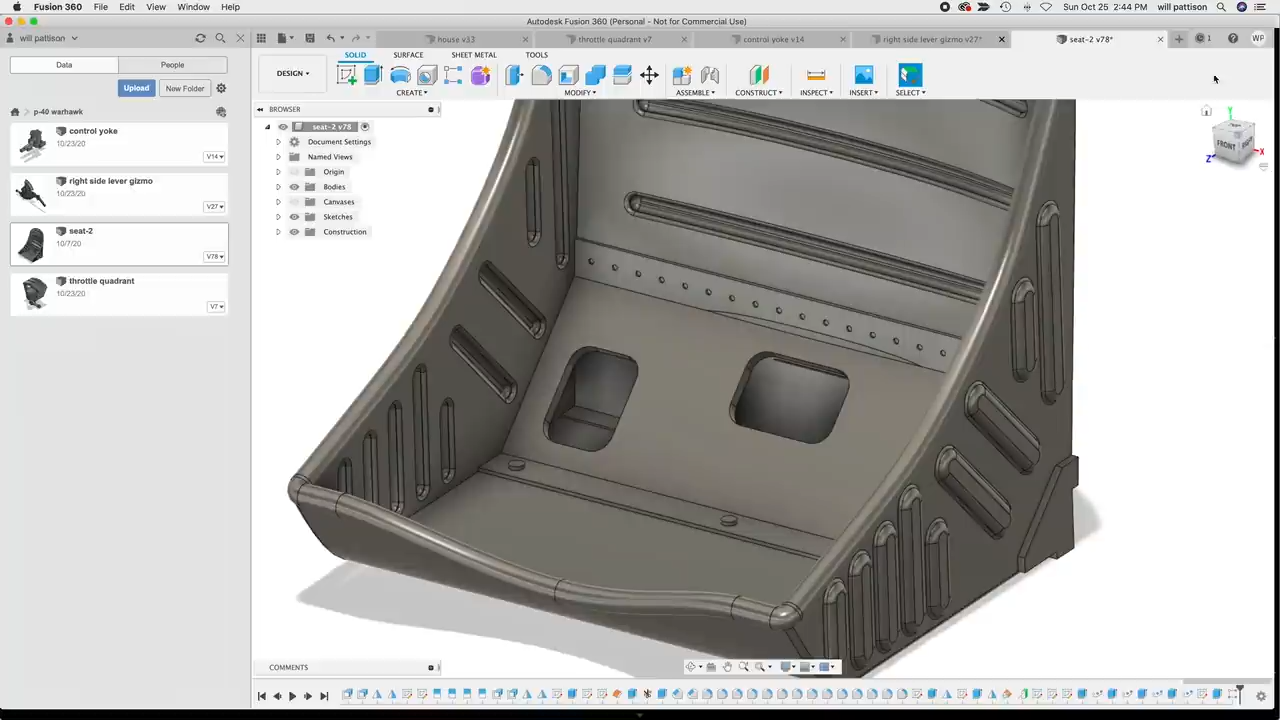 Fusion 360 File Edit View Window Help
Sun Oct 25 2:44 PM will pattison
Autodesk Fusion 360 (Personal - Not for Commercial Use)
will pattison
house v33
throttle quadrant v7
control yoke v14
right side lever gizmo v27*
seat-2 v78*
1
WP
Data People
Upload New Folder
p-40 warhawk
control yoke
10/23/20
V14
right side lever gizmo
10/23/20
V27
seat-2
10/7/20
V78
throttle quadrant
10/23/20
V7
DESIGN
SOLID SURFACE SHEET METAL TOOLS
CREATE MODIFY ASSEMBLE CONSTRUCT INSPECT INSERT SELECT
BROWSER
seat-2 v78
Document Settings
Named Views
Origin
Bodies
Canvases
Sketches
Construction
Y
FRONT
RIGHT
X
Z
COMMENTS